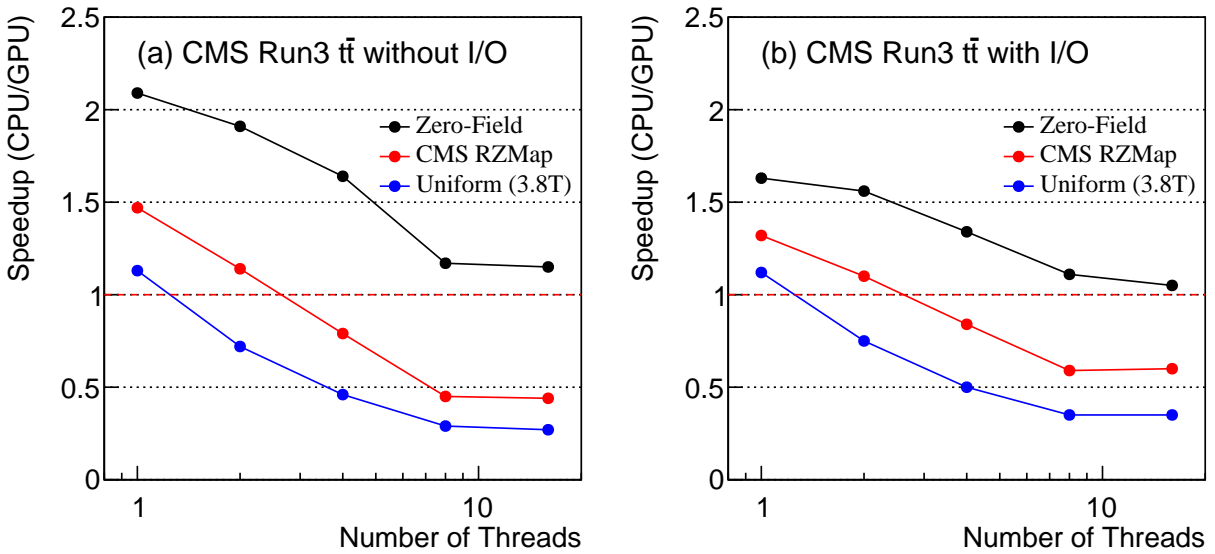 (a) CMS Run3 tt̄ without I/O
Speedup (CPU/GPU)
2.5
2
1.5
1
0.5
0
Zero-Field
CMS RZMap
Uniform (3.8T)
1
10
Number of Threads
(b) CMS Run3 tt̄ with I/O
Speedup (CPU/GPU)
2.5
2
1.5
1
0.5
0
Zero-Field
CMS RZMap
Uniform (3.8T)
1
10
Number of Threads